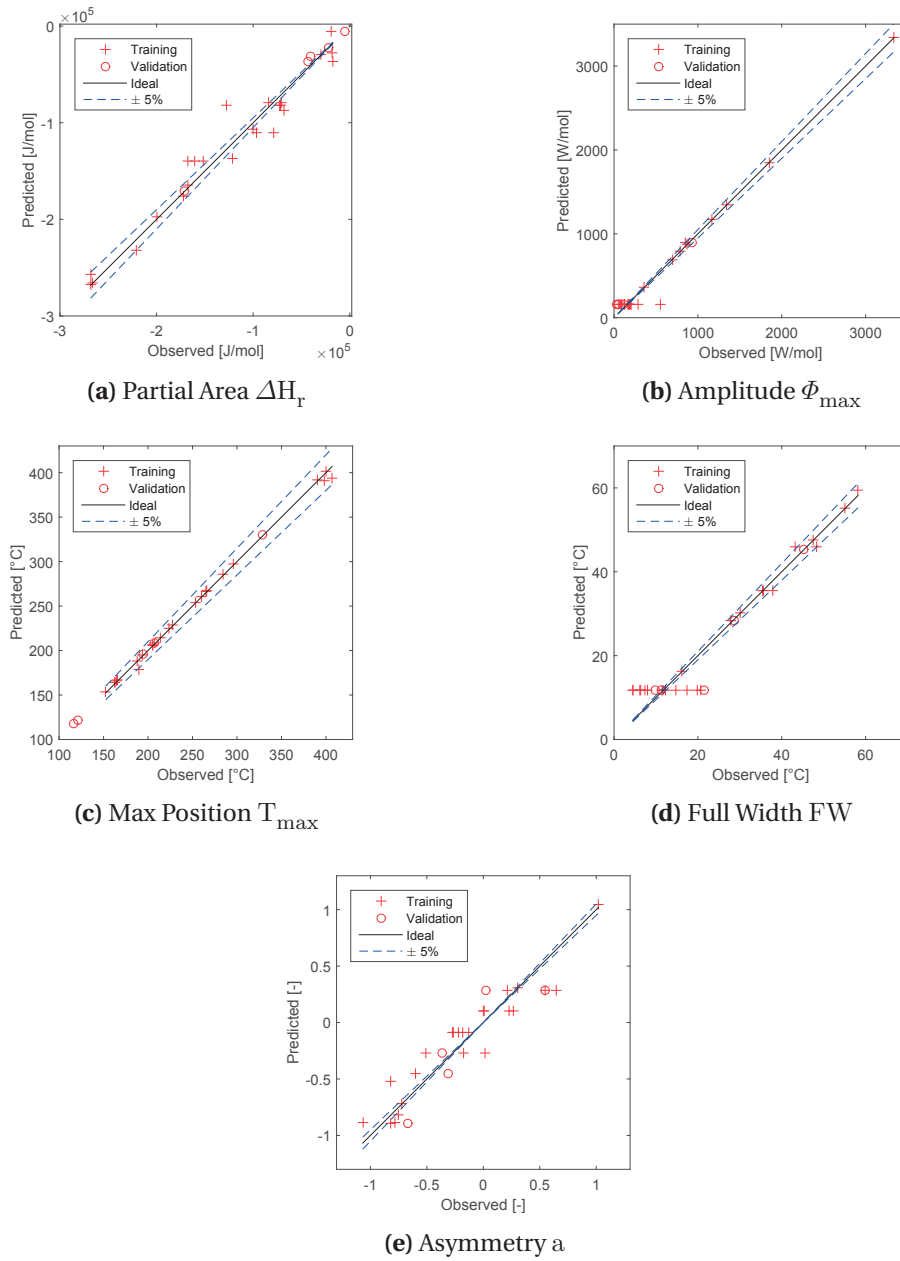 × 10^5
0
-1
-2
-3
-3 -2 -1 0
Predicted [J/mol]
Observed [J/mol]
× 10^5
Training
Validation
Ideal
± 5%
(a) Partial Area ΔH_r
3000
2000
1000
0
0 1000 2000 3000
Predicted [W/mol]
Observed [W/mol]
Training
Validation
Ideal
± 5%
(b) Amplitude Φ_max
400
350
300
250
200
150
100
100 150 200 250 300 350 400
Predicted [°C]
Observed [°C]
Training
Validation
Ideal
± 5%
(c) Max Position T_max
60
40
20
0
0 20 40 60
Predicted [°C]
Observed [°C]
Training
Validation
Ideal
± 5%
(d) Full Width FW
1
0.5
0
-0.5
-1
-1 -0.5 0 0.5 1
Predicted [-]
Observed [-]
Training
Validation
Ideal
± 5%
(e) Asymmetry a